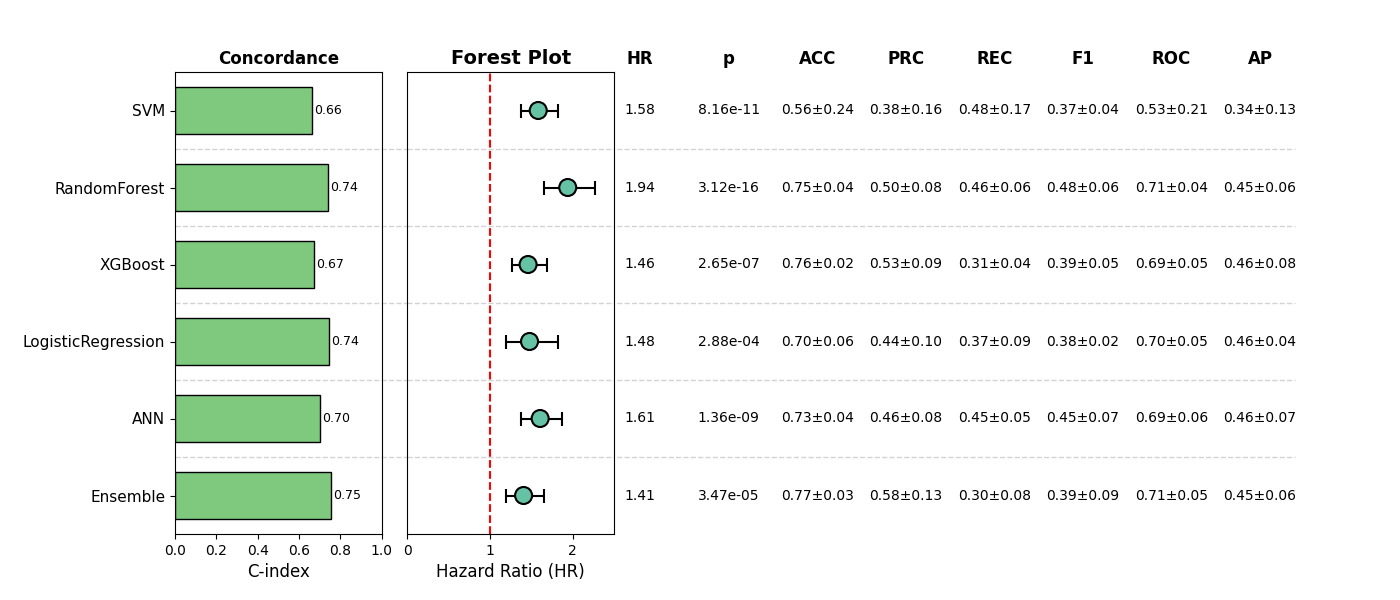 Concordance Forest Plot HR p ACC PRC REC F1 ROC AP
SVM 0.66 1.58 8.16e-11 0.56±0.24 0.38±0.16 0.48±0.17 0.37±0.04 0.53±0.21 0.34±0.13
RandomForest 0.74 1.94 3.12e-16 0.75±0.04 0.50±0.08 0.46±0.06 0.48±0.06 0.71±0.04 0.45±0.06
XGBoost 0.67 1.46 2.65e-07 0.76±0.02 0.53±0.09 0.31±0.04 0.39±0.05 0.69±0.05 0.46±0.08
LogisticRegression 0.74 1.48 2.88e-04 0.70±0.06 0.44±0.10 0.37±0.09 0.38±0.02 0.70±0.05 0.46±0.04
ANN 0.70 1.61 1.36e-09 0.73±0.04 0.46±0.08 0.45±0.05 0.45±0.07 0.69±0.06 0.46±0.07
Ensemble 0.75 1.41 3.47e-05 0.77±0.03 0.58±0.13 0.30±0.08 0.39±0.09 0.71±0.05 0.45±0.06
0.0 0.2 0.4 0.6 0.8 1.0 0 1 2
C-index Hazard Ratio (HR)